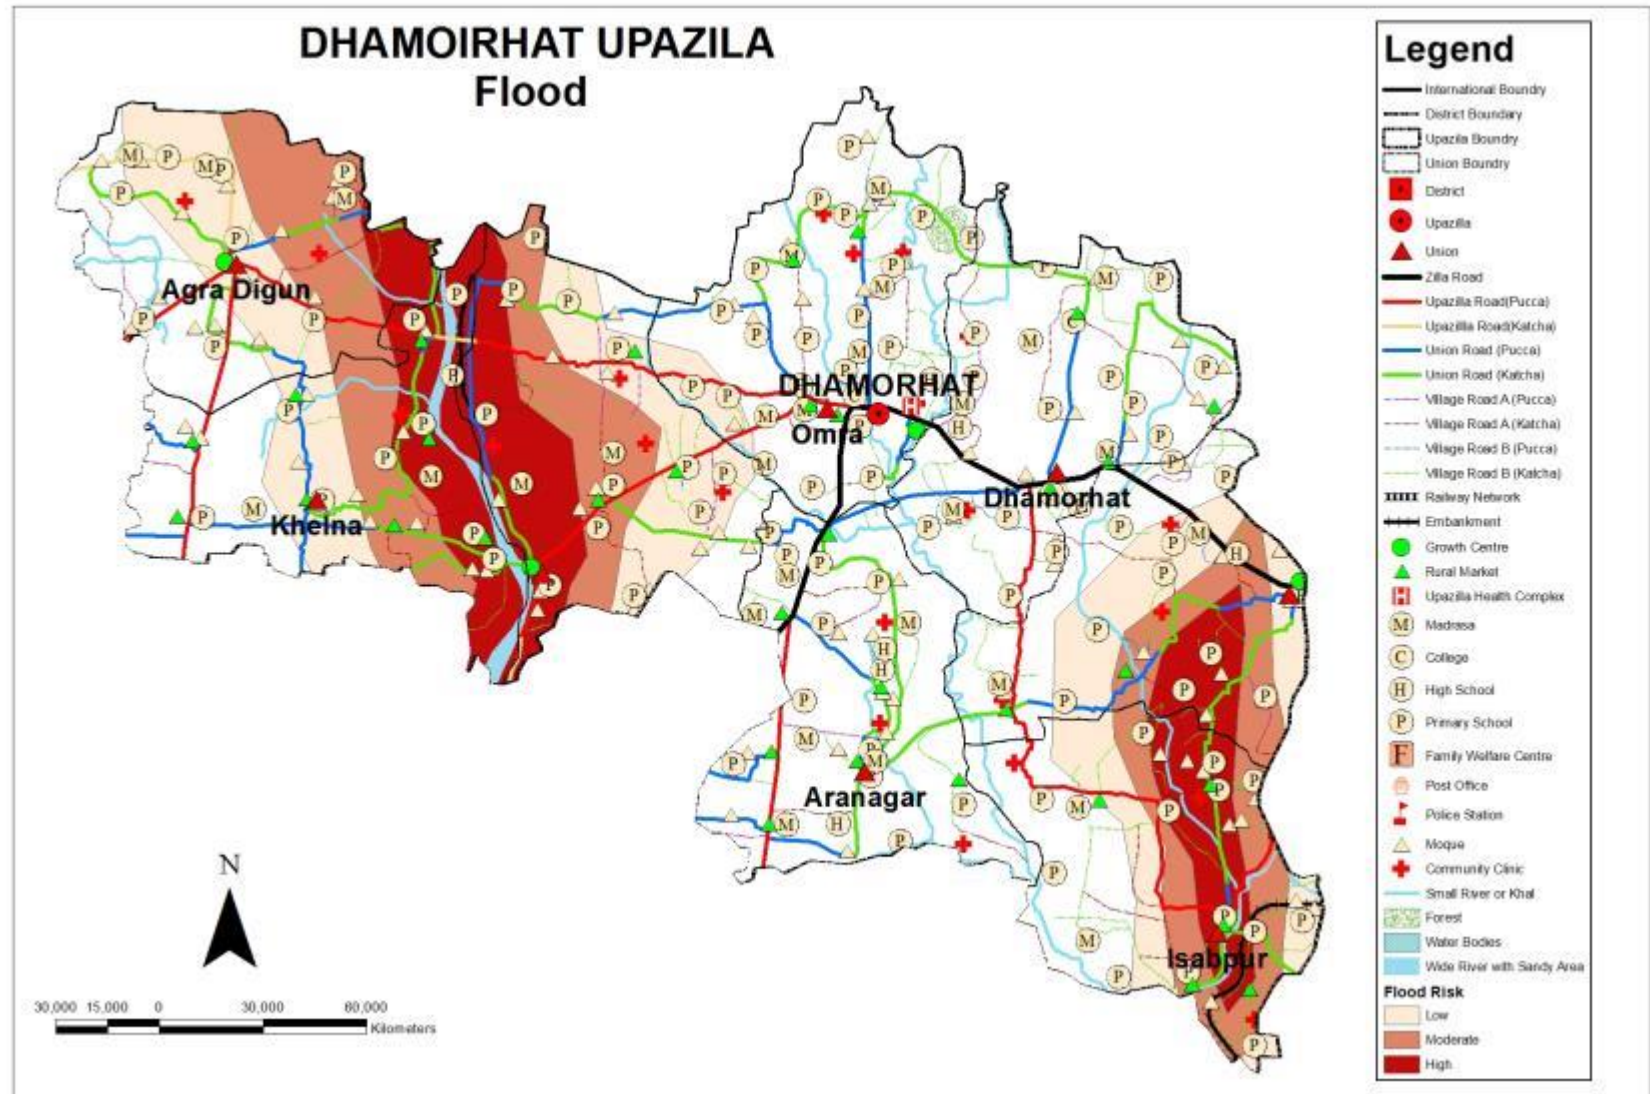 DHAMOIRHAT UPAZILA
Flood
Agra Digun
DHAMORHAT
Omra
Dhamorhat
Khelna
Aranagar
Isabpur
N
30,000 15,000 0 30,000 60,000
Kilometers
Legend
International Boundry
District Boundary
Upazila Boundry
Union Boundry
District
Upazilla
Union
Zilla Road
Upazilla Road(Pucca)
Upazillla Road(Katcha)
Union Road (Pucca)
Union Road (Katcha)
Village Road A (Pucca)
Village Road A (Katcha)
Village Road B (Pucca)
Village Road B (Katcha)
Railway Network
Embankment
Growth Centre
Rural Market
H Upazilla Health Complex
M Madrasa
C College
H High School
P Primary School
F Family Welfare Centre
Post Office
Police Station
Moque
Community Clinic
Small River or Khal
Forest
Water Bodies
Wide River with Sandy Area
Flood Risk
Low
Moderate
High